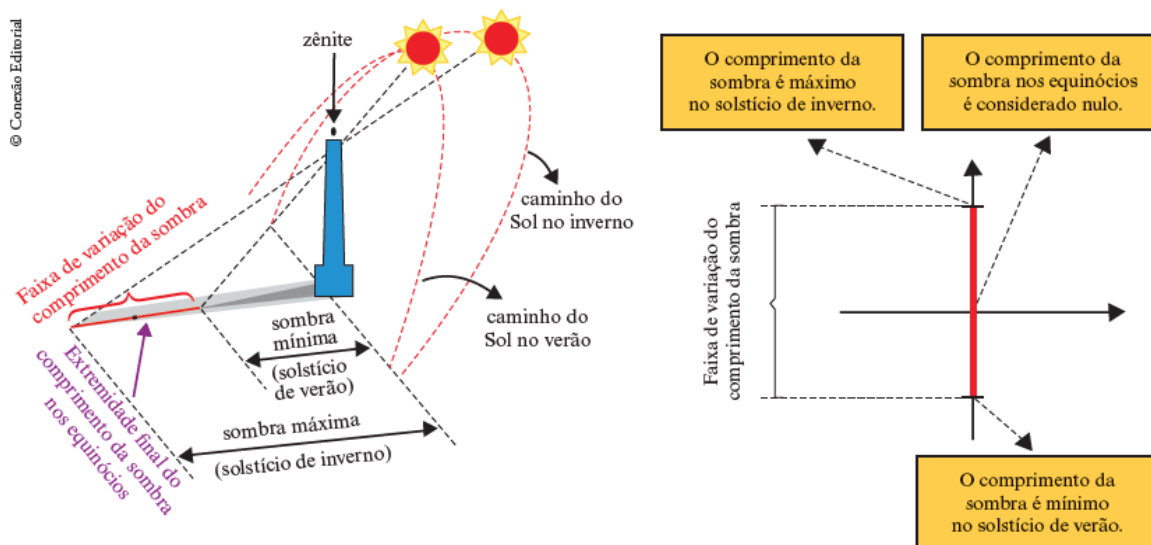 © Conexão Editorial
zênite
caminho do
Sol no inverno
caminho do
Sol no verão
Faixa de variação do
comprimento da sombra
sombra
mínima
(solstício
de verão)
sombra máxima
(solstício de inverno)
Extremidade final do
comprimento da sombra
nos equinócios
O comprimento da
sombra é máximo
no solstício de inverno.
O comprimento da
sombra nos equinócios
é considerado nulo.
Faixa de variação do
comprimento da sombra
O comprimento da
sombra é mínimo
no solstício de verão.